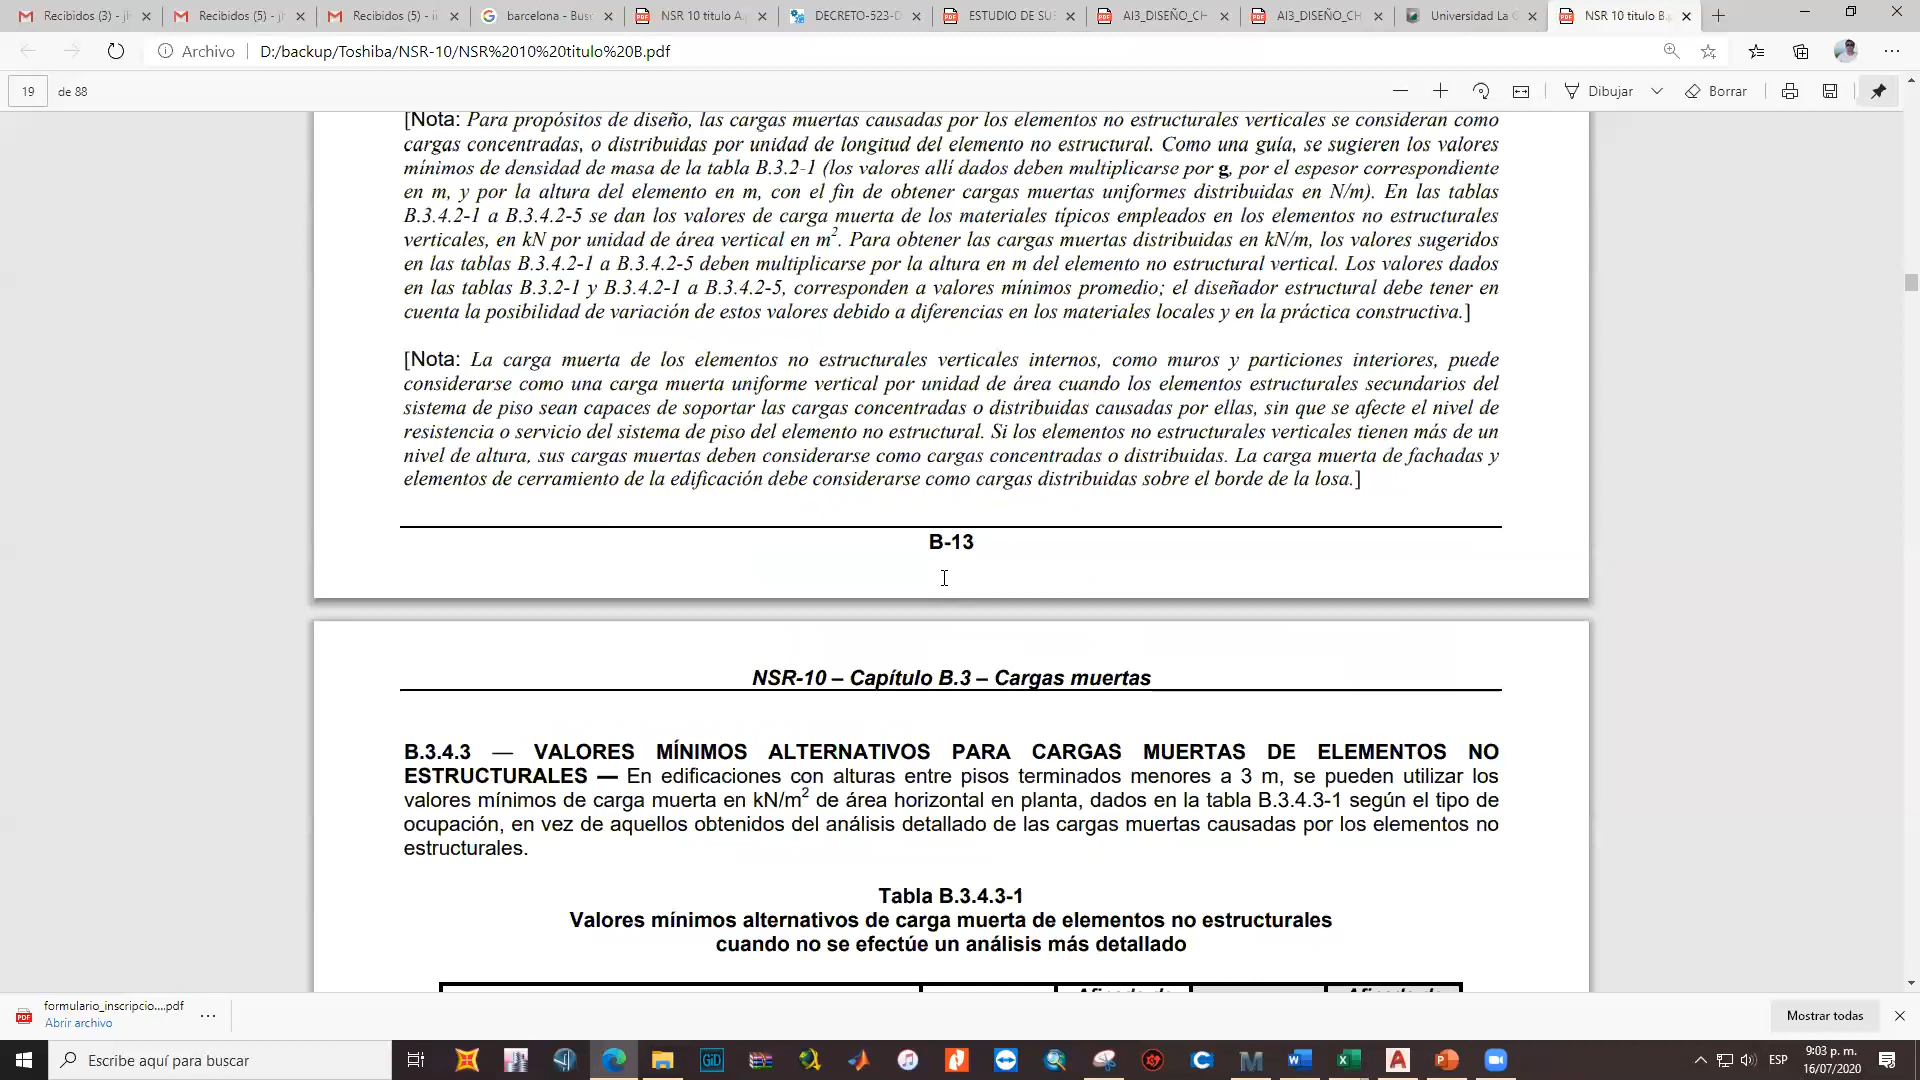 Recibidos (3) - jh
Recibidos (5) - jh
Recibidos (5) - ii
barcelona - Bus
NSR 10 titulo A.p
DECRETO-523-D
ESTUDIO DE SU
AI3_DISEÑO_CH
AI3_DISEÑO_CH
Universidad La G
NSR 10 titulo B.p
Archivo
D:/backup/Toshiba/NSR-10/NSR%2010%20titulo%20B.pdf
19 de 88
Dibujar
Borrar
[Nota: Para propósitos de diseño, las cargas muertas causadas por los elementos no estructurales verticales se consideran como
cargas concentradas, o distribuidas por unidad de longitud del elemento no estructural. Como una guía, se sugieren los valores
mínimos de densidad de masa de la tabla B.3.2-1 (los valores allí dados deben multiplicarse por g, por el espesor correspondiente
en m, y por la altura del elemento en m, con el fin de obtener cargas muertas uniformes distribuidas en N/m). En las tablas
B.3.4.2-1 a B.3.4.2-5 se dan los valores de carga muerta de los materiales típicos empleados en los elementos no estructurales
verticales, en kN por unidad de área vertical en m². Para obtener las cargas muertas distribuidas en kN/m, los valores sugeridos
en las tablas B.3.4.2-1 a B.3.4.2-5 deben multiplicarse por la altura en m del elemento no estructural vertical. Los valores dados
en las tablas B.3.2-1 y B.3.4.2-1 a B.3.4.2-5, corresponden a valores mínimos promedio; el diseñador estructural debe tener en
cuenta la posibilidad de variación de estos valores debido a diferencias en los materiales locales y en la práctica constructiva.]
[Nota: La carga muerta de los elementos no estructurales verticales internos, como muros y particiones interiores, puede
considerarse como una carga muerta uniforme vertical por unidad de área cuando los elementos estructurales secundarios del
sistema de piso sean capaces de soportar las cargas concentradas o distribuidas causadas por ellas, sin que se afecte el nivel de
resistencia o servicio del sistema de piso del elemento no estructural. Si los elementos no estructurales verticales tienen más de un
nivel de altura, sus cargas muertas deben considerarse como cargas concentradas o distribuidas. La carga muerta de fachadas y
elementos de cerramiento de la edificación debe considerarse como cargas distribuidas sobre el borde de la losa.]
B-13
NSR-10 – Capítulo B.3 – Cargas muertas
B.3.4.3 — VALORES MÍNIMOS ALTERNATIVOS PARA CARGAS MUERTAS DE ELEMENTOS NO
ESTRUCTURALES — En edificaciones con alturas entre pisos terminados menores a 3 m, se pueden utilizar los
valores mínimos de carga muerta en kN/m² de área horizontal en planta, dados en la tabla B.3.4.3-1 según el tipo de
ocupación, en vez de aquellos obtenidos del análisis detallado de las cargas muertas causadas por los elementos no
estructurales.
Tabla B.3.4.3-1
Valores mínimos alternativos de carga muerta de elementos no estructurales
cuando no se efectúe un análisis más detallado
formulario_inscripcio....pdf
Abrir archivo
Mostrar todas
Escribe aquí para buscar
GiD
ESP
9:03 p. m.
16/07/2020